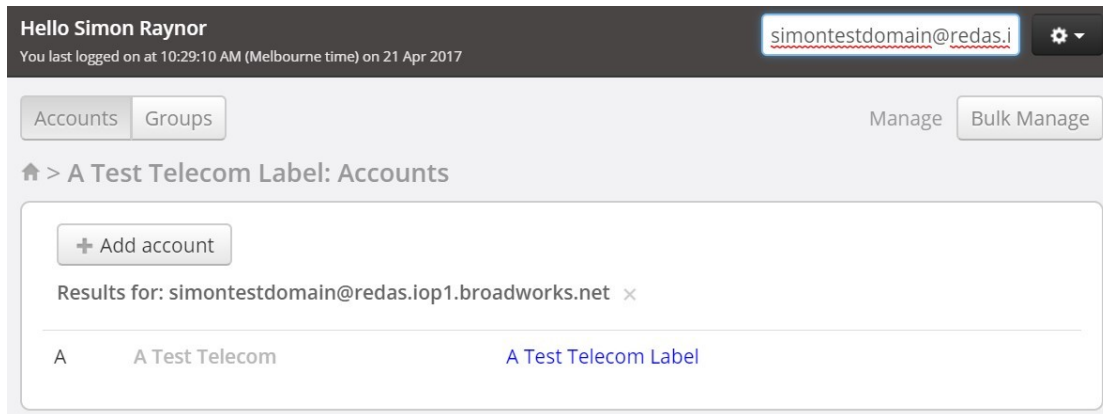 Hello Simon Raynor
You last logged on at 10:29:10 AM (Melbourne time) on 21 Apr 2017
simontestdomain@redas.i
Accounts Groups Manage Bulk Manage
> A Test Telecom Label: Accounts
+ Add account
Results for: simontestdomain@redas.iop1.broadworks.net ×
A A Test Telecom A Test Telecom Label